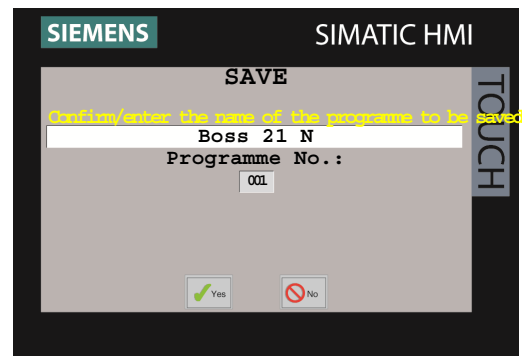 SIEMENS
SIMATIC HMI
TOUCH
SAVE
Confirm/enter the name of the programme to be saved
Boss 21 N
Programme No.:
001
Yes
No